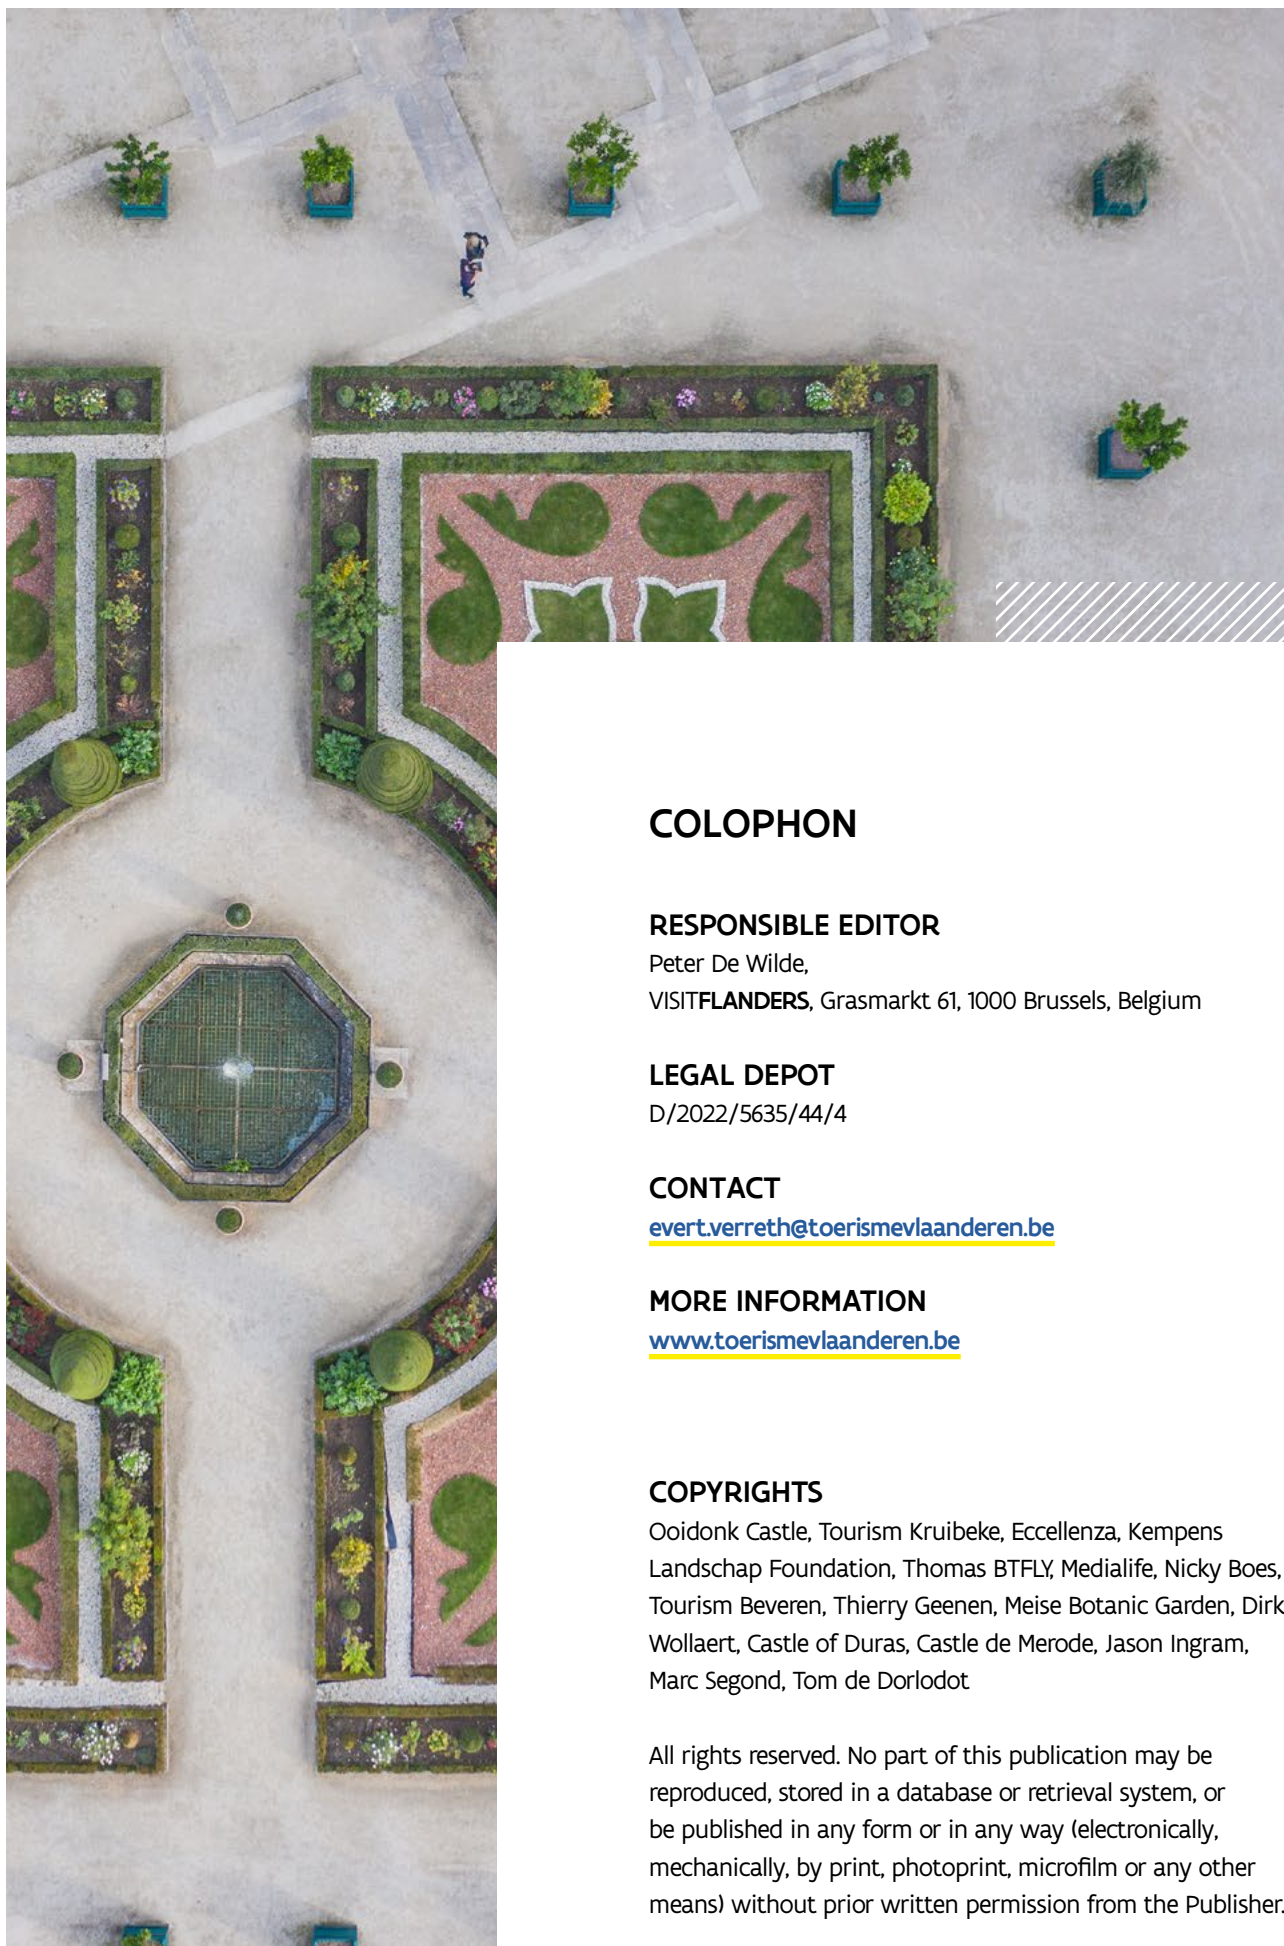 COLOPHON
RESPONSIBLE EDITOR
Peter De Wilde,
VISITFLANDERS, Grasmarkt 61, 1000 Brussels, Belgium
LEGAL DEPOT
D/2022/5635/44/4
CONTACT
evert.verreth@toerismevlaanderen.be
MORE INFORMATION
www.toerismevlaanderen.be
COPYRIGHTS
Ooidonk Castle, Tourism Kruibeke, Eccellenza, Kempens
Landschap Foundation, Thomas BTFLY, Medialife, Nicky Boes,
Tourism Beveren, Thierry Geenen, Meise Botanic Garden, Dirk
Wollaert, Castle of Duras, Castle de Merode, Jason Ingram,
Marc Segond, Tom de Dorlodot
All rights reserved. No part of this publication may be
reproduced, stored in a database or retrieval system, or
be published in any form or in any way (electronically,
mechanically, by print, photoprint, microfilm or any other
means) without prior written permission from the Publisher.